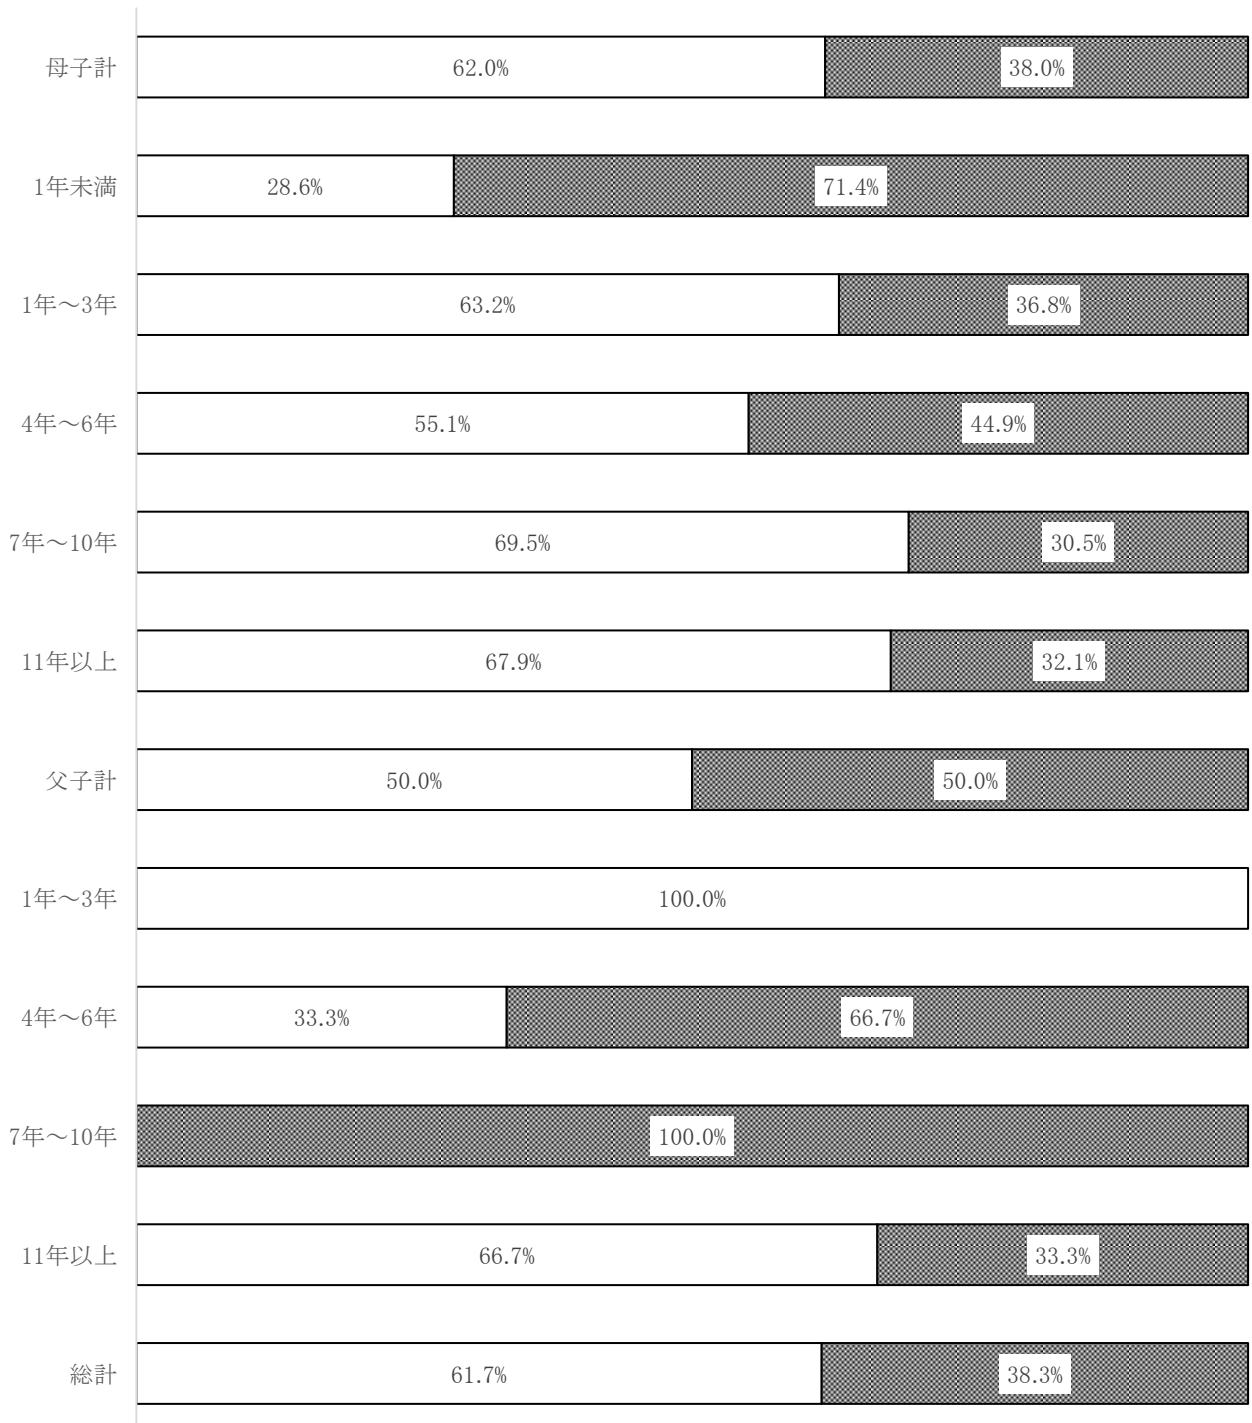 母子計 62.0% 38.0%
1年未満 28.6% 71.4%
1年～3年 63.2% 36.8%
4年～6年 55.1% 44.9%
7年～10年 69.5% 30.5%
11年以上 67.9% 32.1%
父子計 50.0% 50.0%
1年～3年 100.0%
4年～6年 33.3% 66.7%
7年～10年 100.0%
11年以上 66.7% 33.3%
総計 61.7% 38.3%